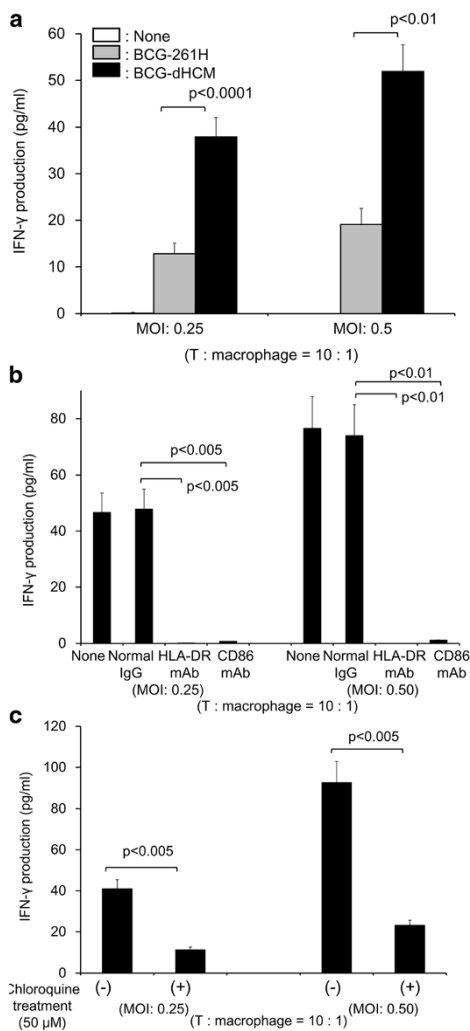 a
60
50
40
30
20
10
0
IFN-γ production (pg/ml)
: None
: BCG-261H
: BCG-dHCM
p<0.0001
p<0.01
MOI: 0.25 MOI: 0.5
(T : macrophage = 10 : 1)
b
80
60
40
20
0
IFN-γ production (pg/ml)
p<0.005
p<0.005
p<0.01
p<0.01
None Normal HLA-DR CD86 None Normal HLA-DR CD86
IgG mAb mAb IgG mAb mAb
(MOI: 0.25) (MOI: 0.50)
(T : macrophage = 10 : 1)
c
120
100
80
60
40
20
0
IFN-γ production (pg/ml)
p<0.005
p<0.005
Chloroquine (-) (+) (-) (+)
treatment (MOI: 0.25) (MOI: 0.50)
(50 µM) (T : macrophage = 10 : 1)